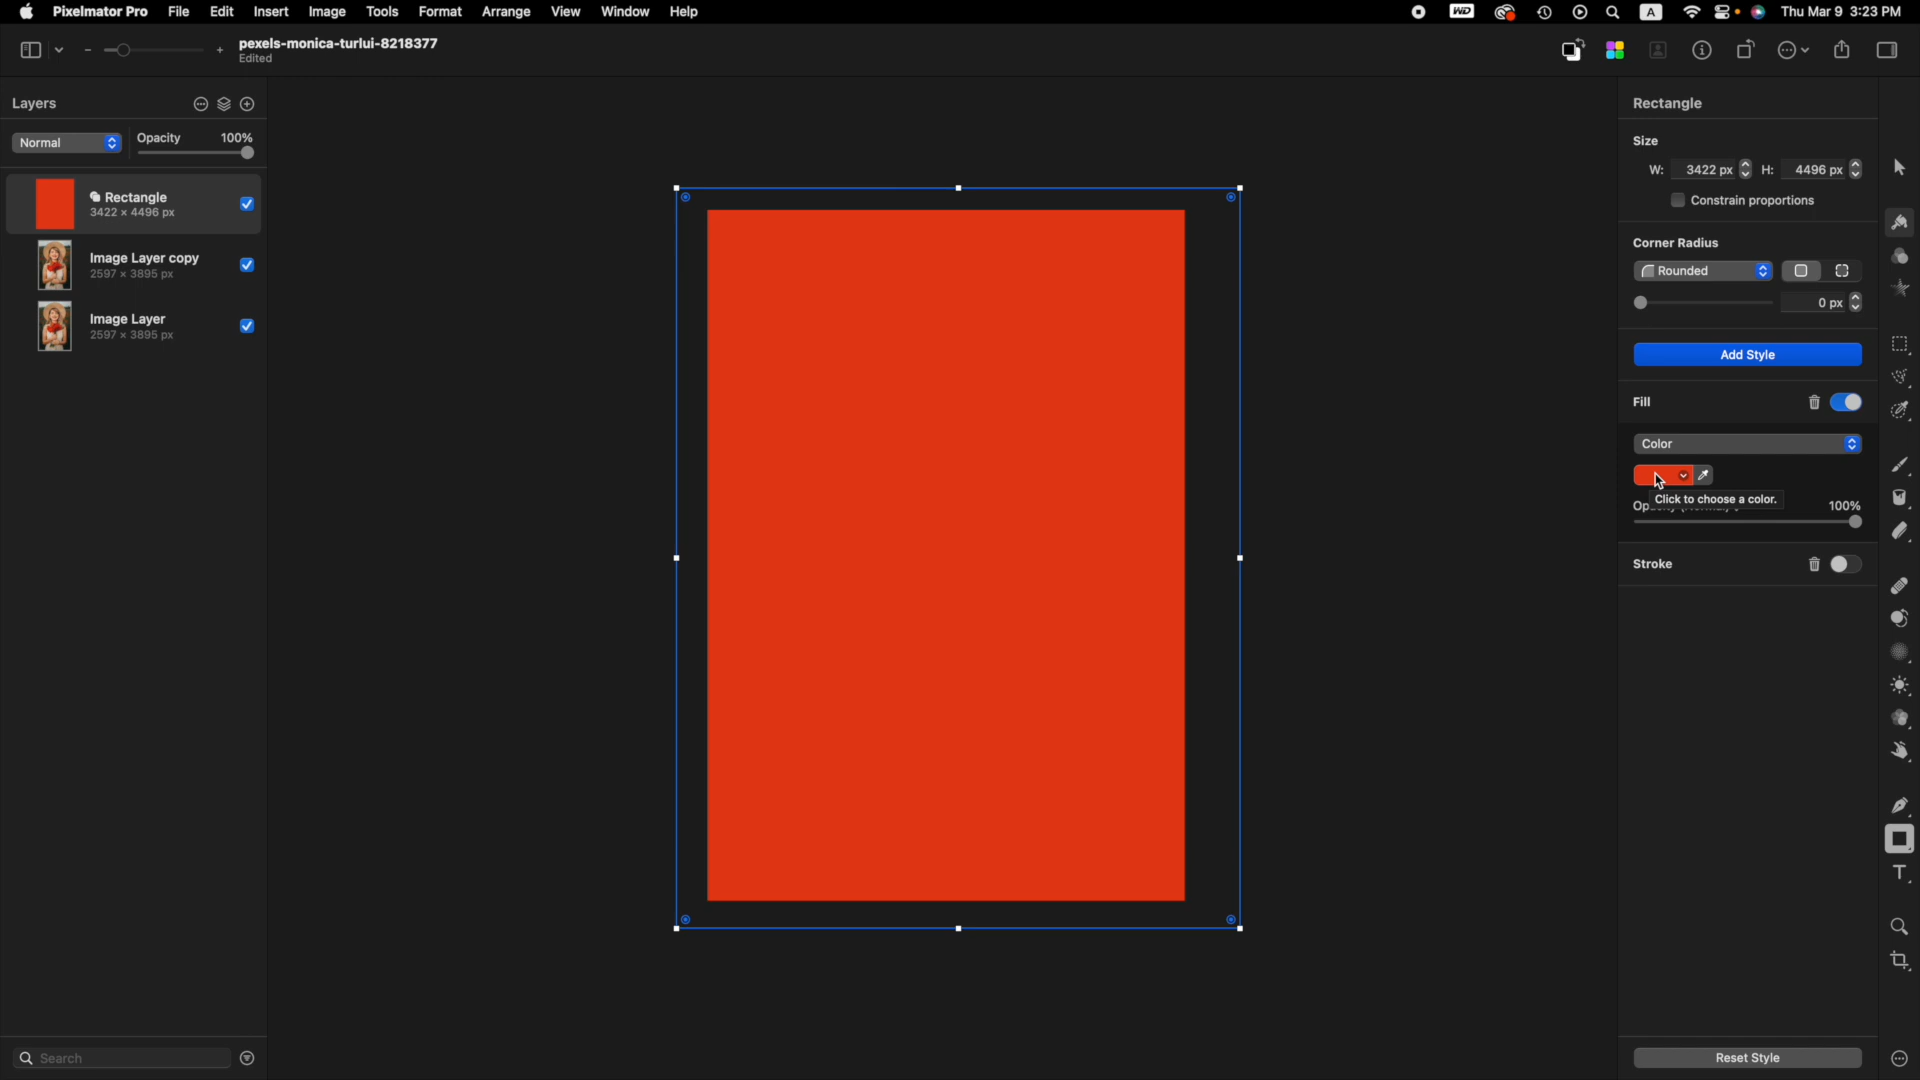 Pixelmator Pro File Edit Insert Image Tools Format Arrange View Window Help WD A Thu Mar 9 3:23 PM
pexels-monica-turlui-8218377
Edited
Layers
Normal Opacity 100%
Rectangle
3422 × 4496 px
Image Layer copy
2597 × 3895 px
Image Layer
2597 × 3895 px
Search
Rectangle
Size
W: 3422 px H: 4496 px
Constrain proportions
Corner Radius
Rounded
0 px
Add Style
Fill
Color
Click to choose a color.
100%
Stroke
Reset Style